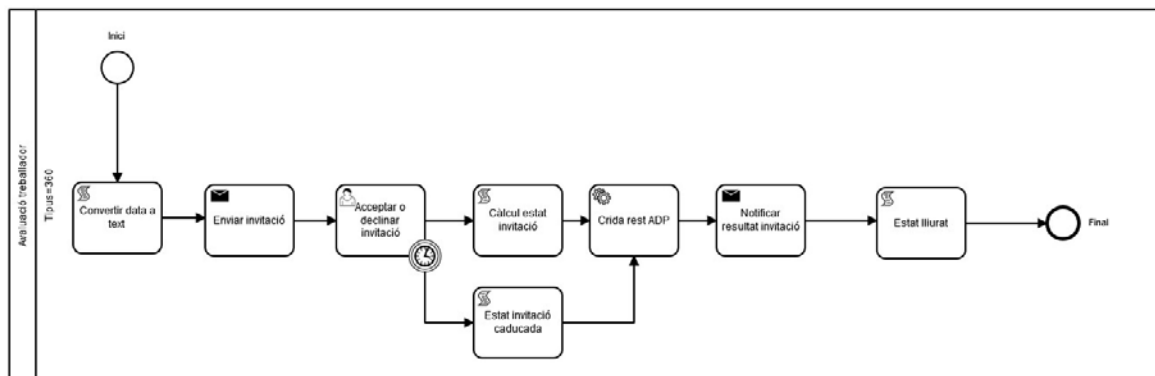 Avaluació treballador
Tipus=360
Inici
Convertir data a
text
Enviar invitació
Acceptar o
declinar
invitació
Càlcul estat
invitació
Crida rest ADP
Notificar
resultat invitació
Estat lliurat
Final
Estat invitació
caducada